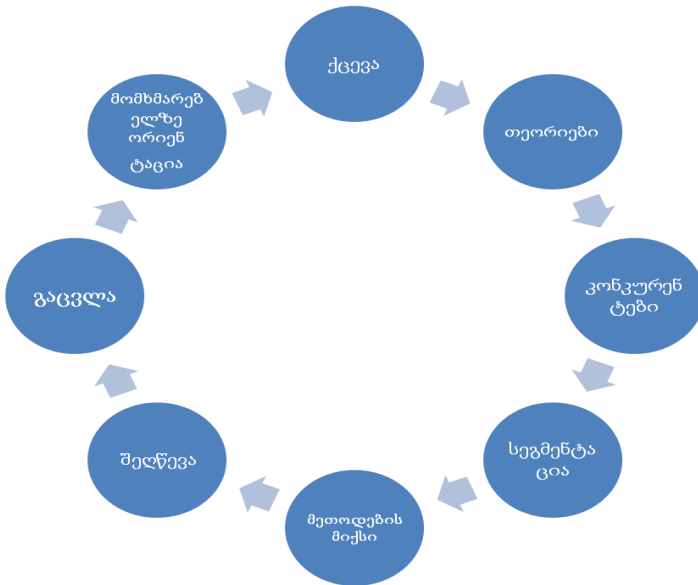 ქცევა
თეორიები
კონკურენ
ტები
სეგმენტა
ცია
მეთოდების
მიქსი
შეღწევა
გაცვლა
მომხმარებ
ელზე
ორიენ
ტაცია